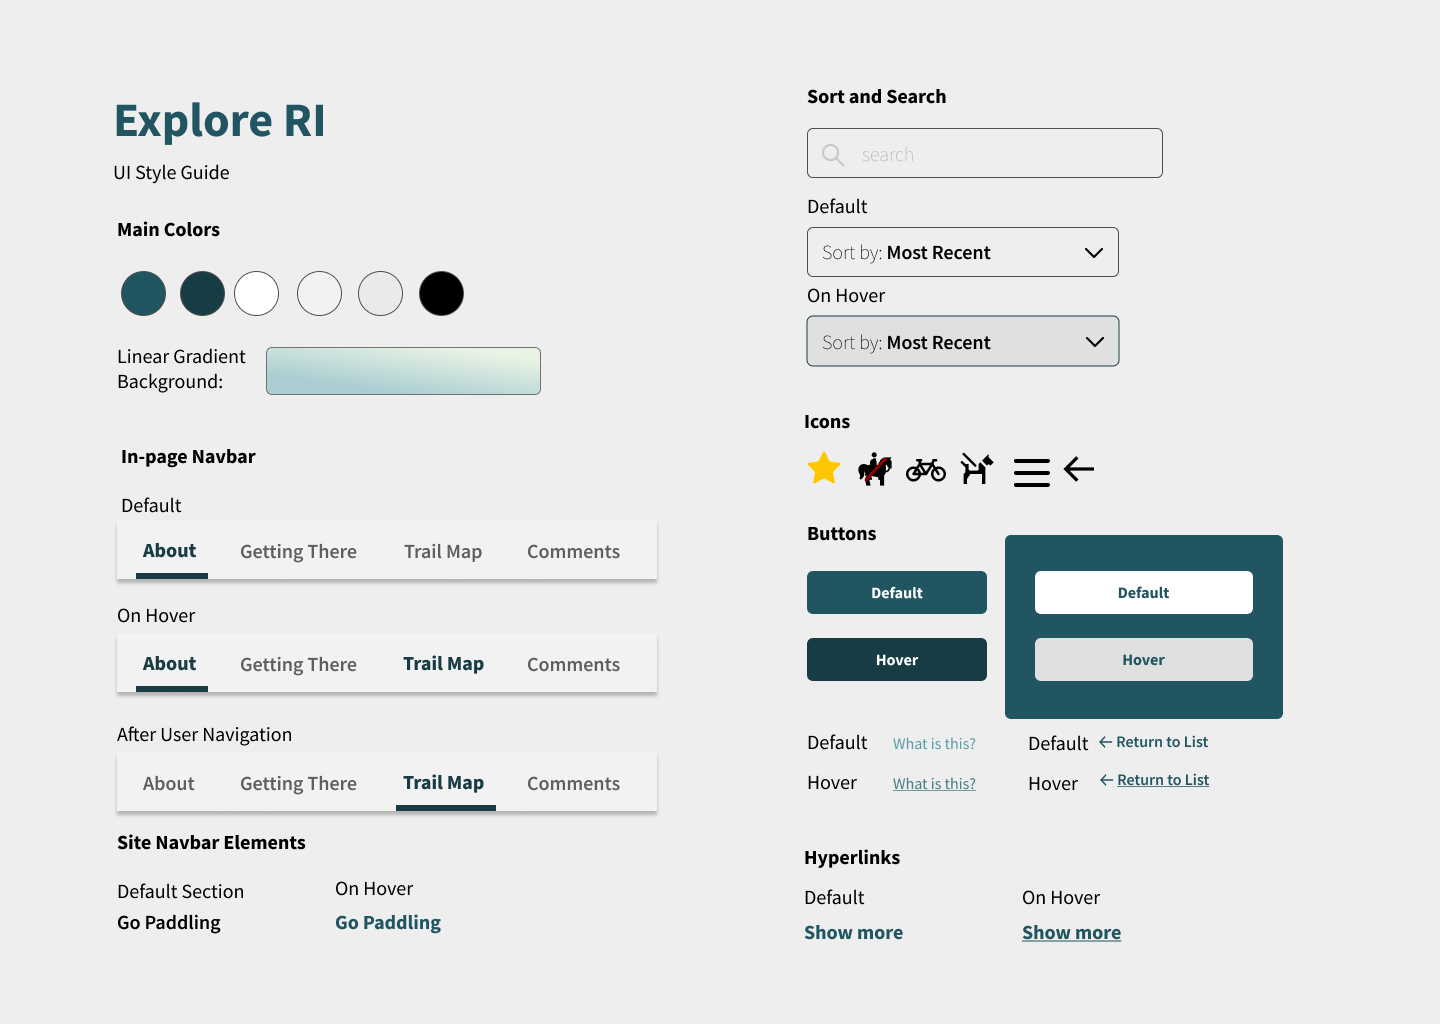 Explore RI
UI Style Guide
Main Colors
Linear Gradient
Background:
In-page Navbar
Default
About Getting There Trail Map Comments
On Hover
About Getting There Trail Map Comments
After User Navigation
About Getting There Trail Map Comments
Site Navbar Elements
Default Section On Hover
Go Paddling Go Paddling
Sort and Search
search
Default
Sort by: Most Recent
On Hover
Sort by: Most Recent
Icons
Buttons
Default Default
Hover Hover
Default What is this? Default ← Return to List
Hover What is this? Hover ← Return to List
Hyperlinks
Default On Hover
Show more Show more